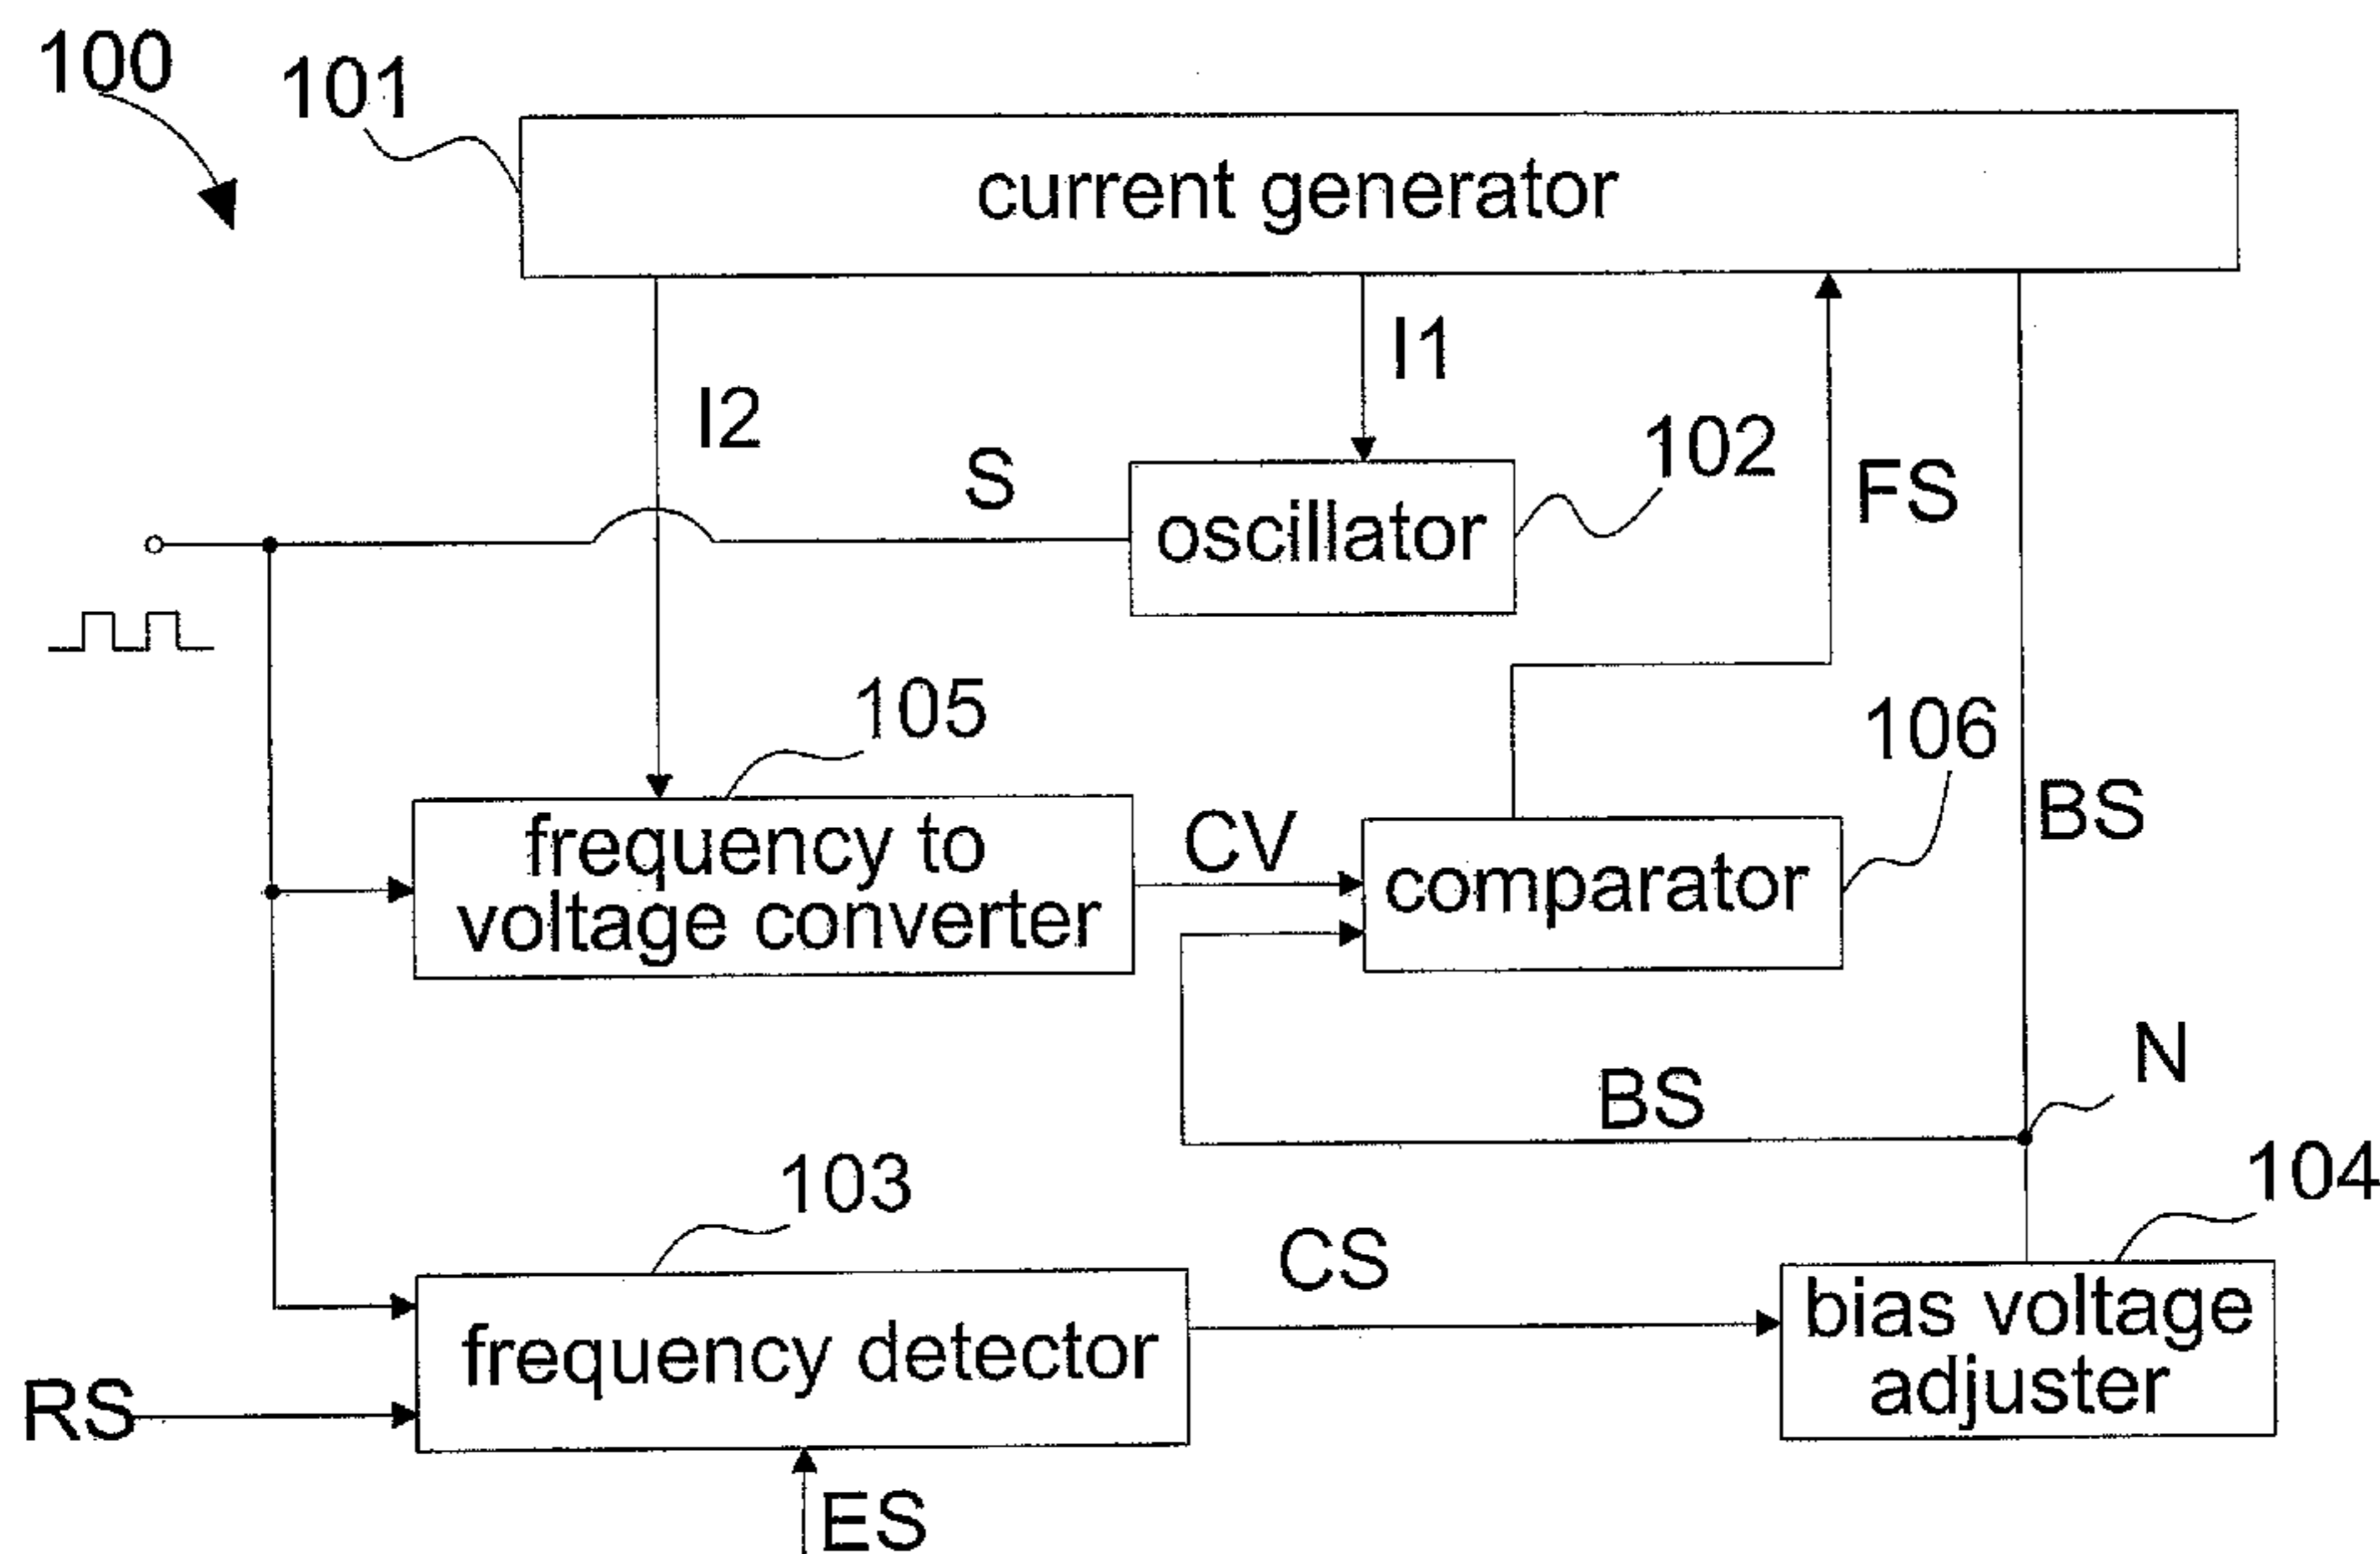 100
101
current generator
I1
I2
S
102
FS
oscillator
105
106
frequency to
voltage converter
CV
comparator
BS
N
BS
103
104
CS
frequency detector
bias voltage
adjuster
RS
ES